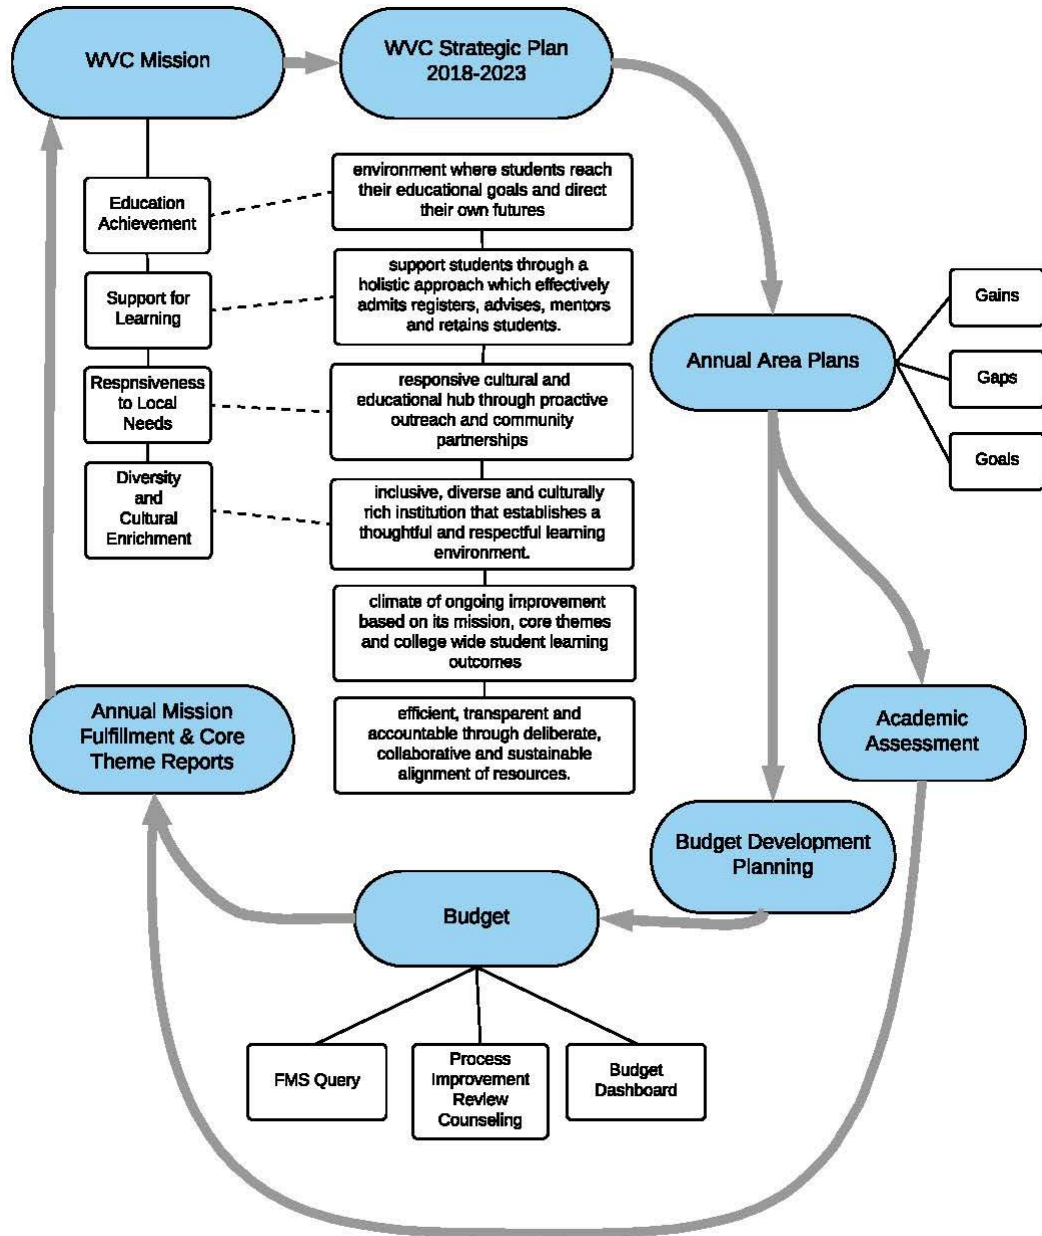 WVC Mission
WVC Strategic Plan
2018-2023
Education
Achievement
Support for
Learning
Respnsiveness
to Local
Needs
Diversity
and
Cultural
Enrichment
environment where students reach
their educational goals and direct
their own futures
support students through a
holistic approach which effectively
admits registers, advises, mentors
and retains students.
responsive cultural and
educational hub through proactive
outreach and community
partnerships
inclusive, diverse and culturally
rich institution that establishes a
thoughtful and respectful learning
environment.
climate of ongoing improvement
based on its mission, core themes
and college wide student learning
outcomes
efficient, transparent and
accountable through deliberate,
collaborative and sustainable
alignment of resources.
Annual Area Plans
Gains
Gaps
Goals
Academic
Assessment
Budget Development
Planning
Budget
FMS Query
Process
Improvement
Review
Counseling
Budget
Dashboard
Annual Mission
Fulfillment & Core
Theme Reports